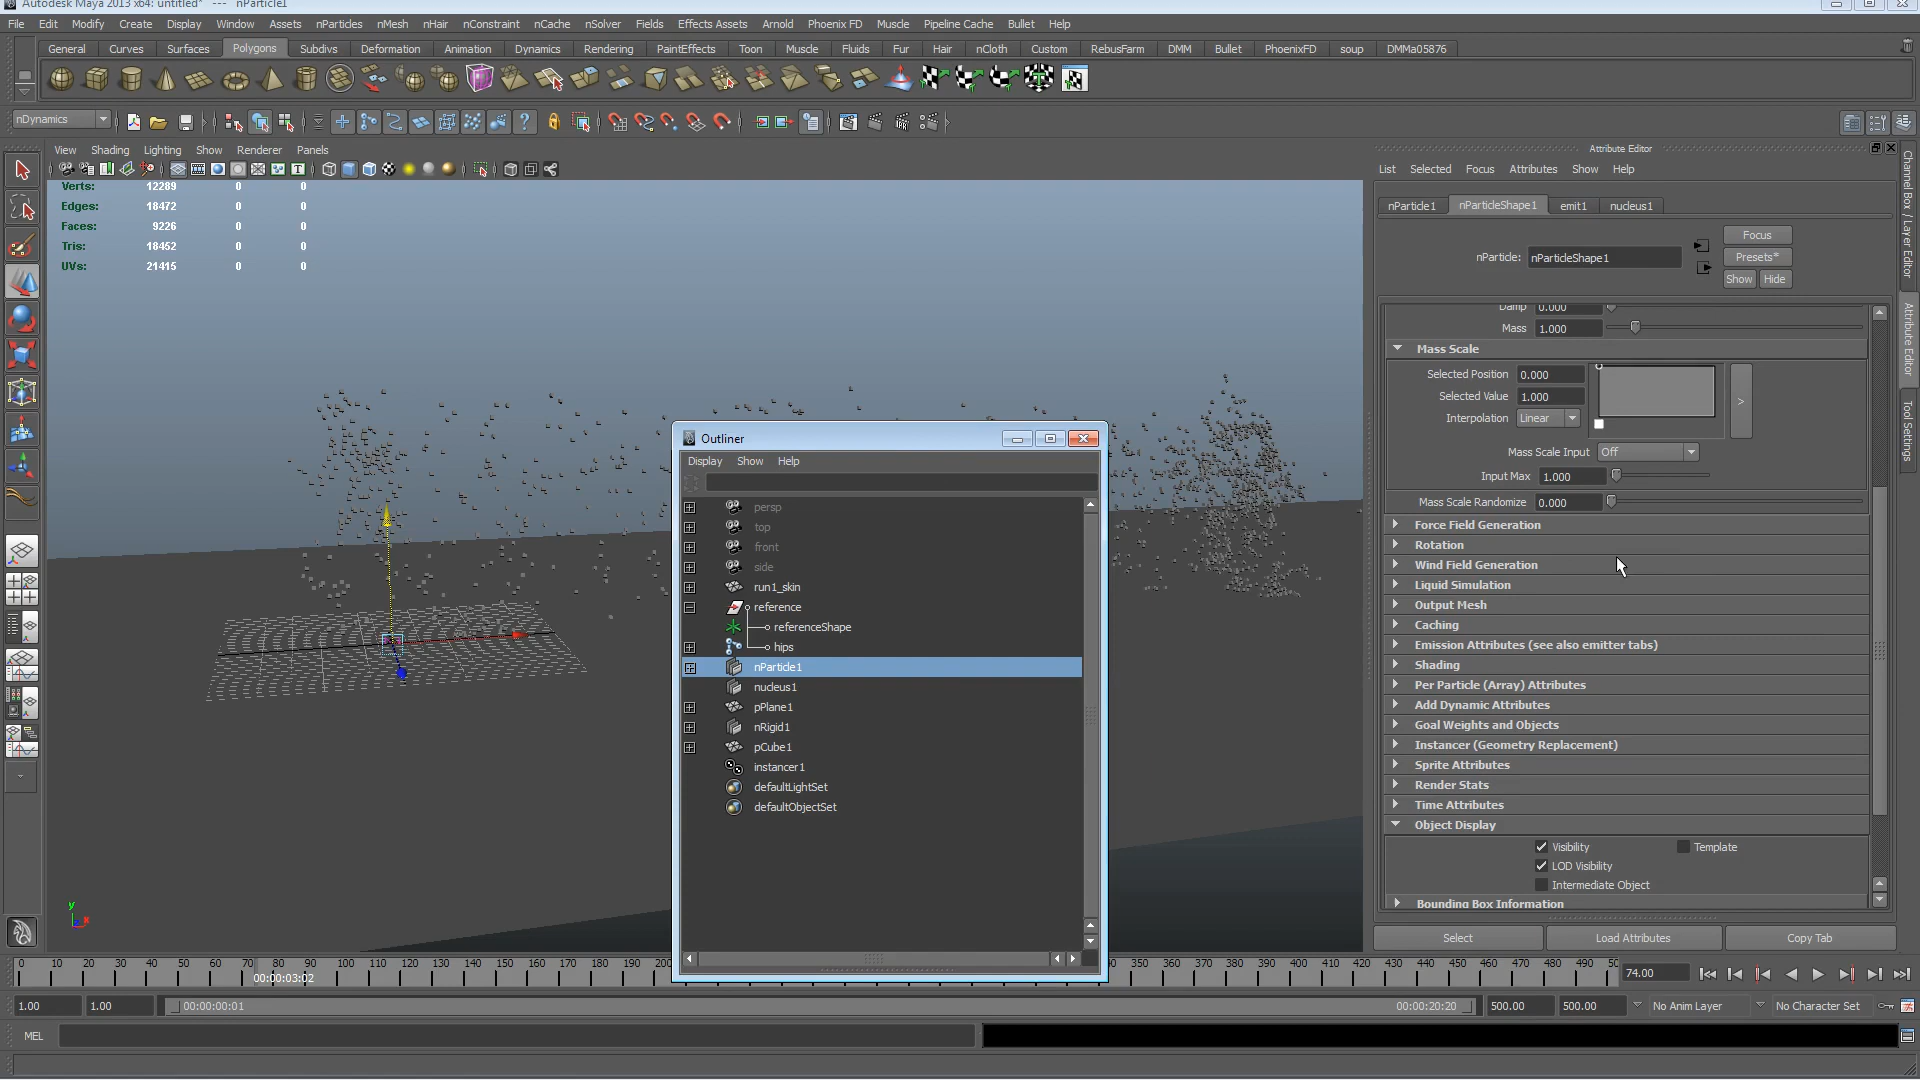 Autodesk Maya 2013 x64: untitled*   ---   nParticle1
File Edit Modify Create Display Window Assets nParticles nMesh nHair nConstraint nCache nSolver Fields Effects Assets Arnold Phoenix FD Muscle Pipeline Cache Bullet Help
General Curves Surfaces Polygons Subdivs Deformation Animation Dynamics Rendering PaintEffects Toon Muscle Fluids Fur Hair nCloth Custom RebusFarm DMM Bullet PhoenixFD soup DMMa05876
nDynamics
View Shading Lighting Show Renderer Panels
Verts: 12289 0 0
Edges: 18472 0 0
Faces: 9226 0 0
Tris: 18452 0 0
UVs: 21415 0 0
y
z x
Outliner
Display Show Help
persp
top
front
side
run1_skin
reference
referenceShape
hips
nParticle1
nucleus1
pPlane1
nRigid1
pCube1
instancer1
defaultLightSet
defaultObjectSet
Attribute Editor
List Selected Focus Attributes Show Help
nParticle1 nParticleShape1 emit1 nucleus1
Focus
nParticle: nParticleShape1
Presets*
Show Hide
Damp 0.000
Mass 1.000
Mass Scale
Selected Position 0.000
Selected Value 1.000
Interpolation Linear
>
Mass Scale Input Off
Input Max 1.000
Mass Scale Randomize 0.000
Force Field Generation
Rotation
Wind Field Generation
Liquid Simulation
Output Mesh
Caching
Emission Attributes (see also emitter tabs)
Shading
Per Particle (Array) Attributes
Add Dynamic Attributes
Goal Weights and Objects
Instancer (Geometry Replacement)
Sprite Attributes
Render Stats
Time Attributes
Object Display
Visibility Template
LOD Visibility
Intermediate Object
Bounding Box Information
Select Load Attributes Copy Tab
Channel Box / Layer Editor
Attribute Editor
Tool Settings
0 10 20 30 40 50 60 70 80 90 100 110 120 130 140 150 160 170 180 190 200 340 350 360 370 380 390 400 410 420 430 440 450 460 470 480 490 50
00:00:03:02
74.00
1.00 1.00 00:00:00:01 00:00:20:20 500.00 500.00 No Anim Layer No Character Set
MEL